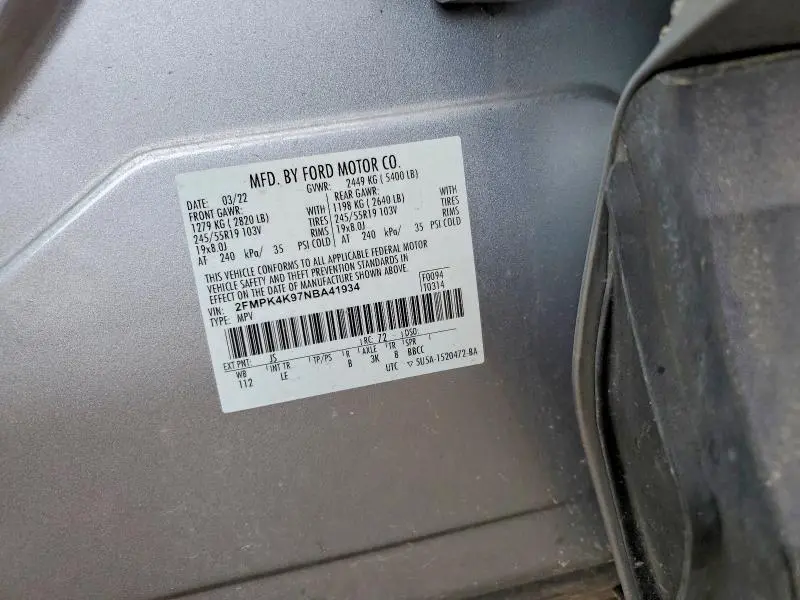 MFD. BY FORD MOTOR CO.
DATE: 03/22 GVWR: 2449 KG ( 5400 LB)
FRONT GAWR: REAR GAWR:
1279 KG ( 2820 LB) WITH 1198 KG ( 2640 LB) WITH
245/55R19 103V TIRES 245/55R19 103V TIRES
19x8.0J RIMS 19x8.0J RIMS
AT 240 kPa/ 35 PSI COLD AT 240 kPa/ 35 PSI COLD
THIS VEHICLE CONFORMS TO ALL APPLICABLE FEDERAL MOTOR
VEHICLE SAFETY AND THEFT PREVENTION STANDARDS IN
EFFECT ON THE DATE OF MANUFACTURE SHOWN ABOVE.
VIN: 2FMPK4K97NBA41934 F0094
TYPE: MPV T0314
EXT PNT: JS RC: 72 DSO:
WB INT TR TP/PS R AXLE TR SPR
112 LE B 3K B BBCC
UTC ▽ SU5A-1520472-BA